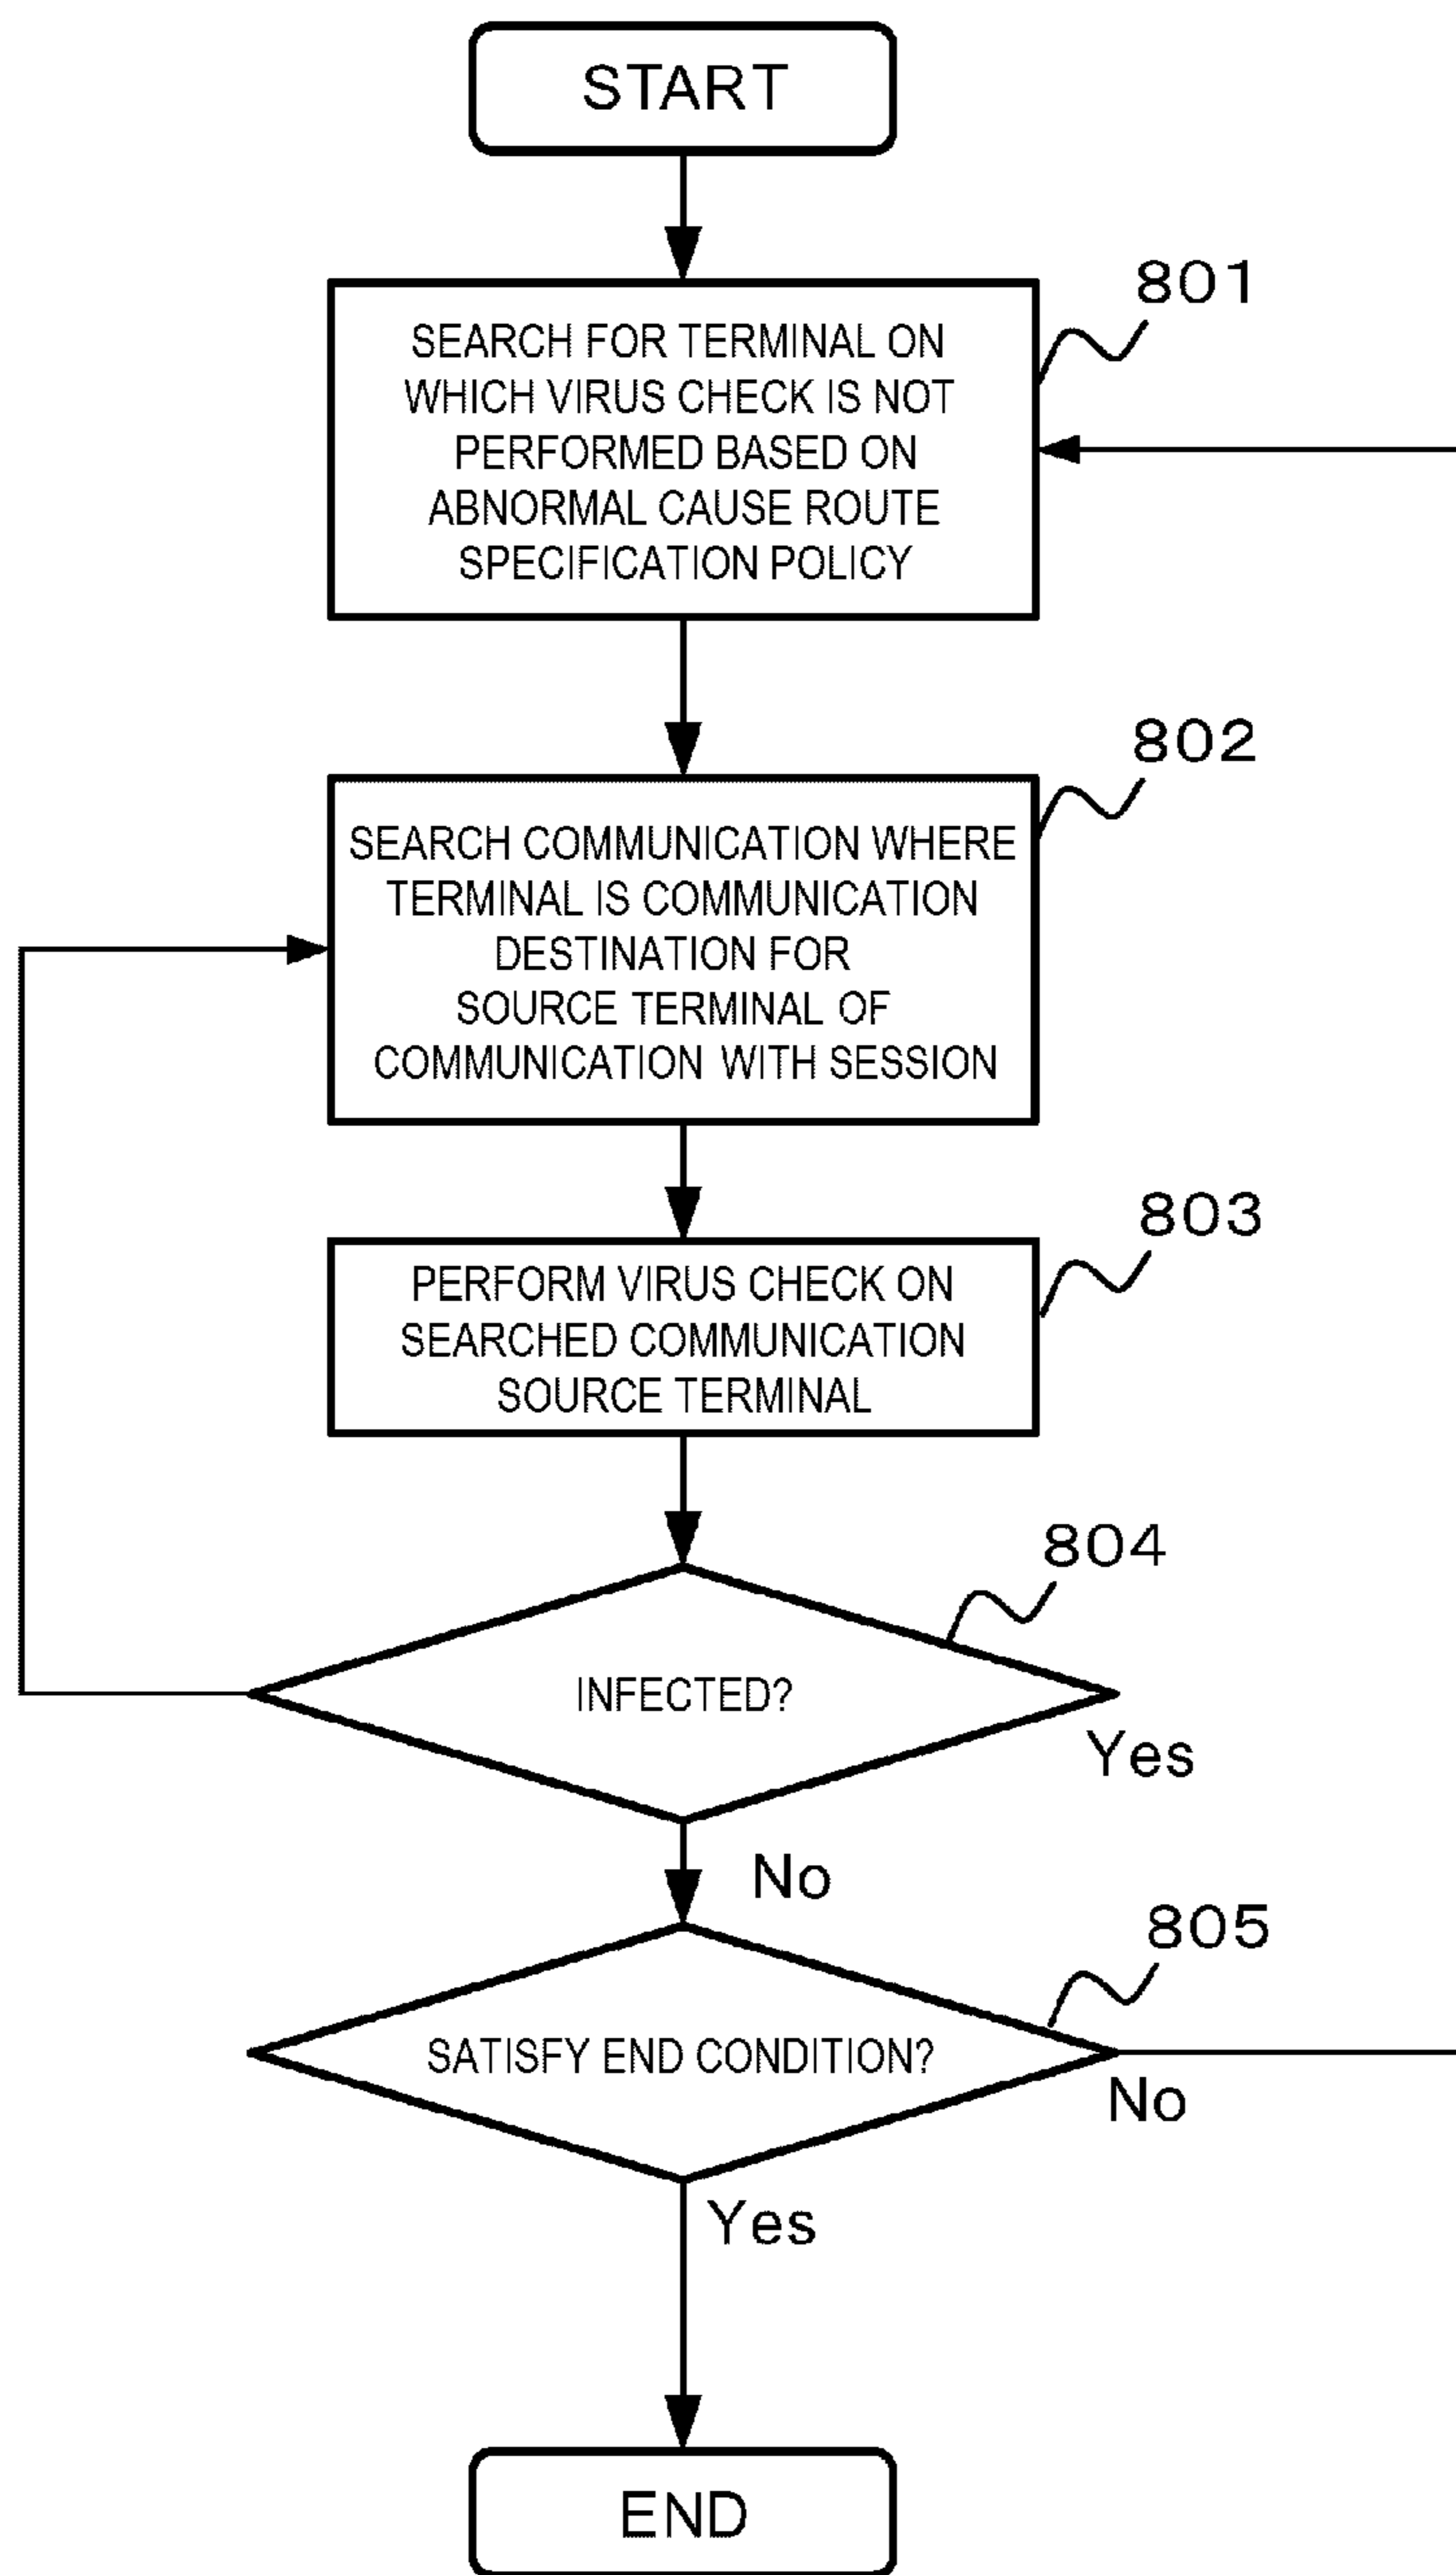 START
801
SEARCH FOR TERMINAL ON
WHICH VIRUS CHECK IS NOT
PERFORMED BASED ON
ABNORMAL CAUSE ROUTE
SPECIFICATION POLICY
802
SEARCH COMMUNICATION WHERE
TERMINAL IS COMMUNICATION
DESTINATION FOR
SOURCE TERMINAL OF
COMMUNICATION WITH SESSION
803
PERFORM VIRUS CHECK ON
SEARCHED COMMUNICATION
SOURCE TERMINAL
804
INFECTED?
Yes
No
805
SATISFY END CONDITION?
No
Yes
END